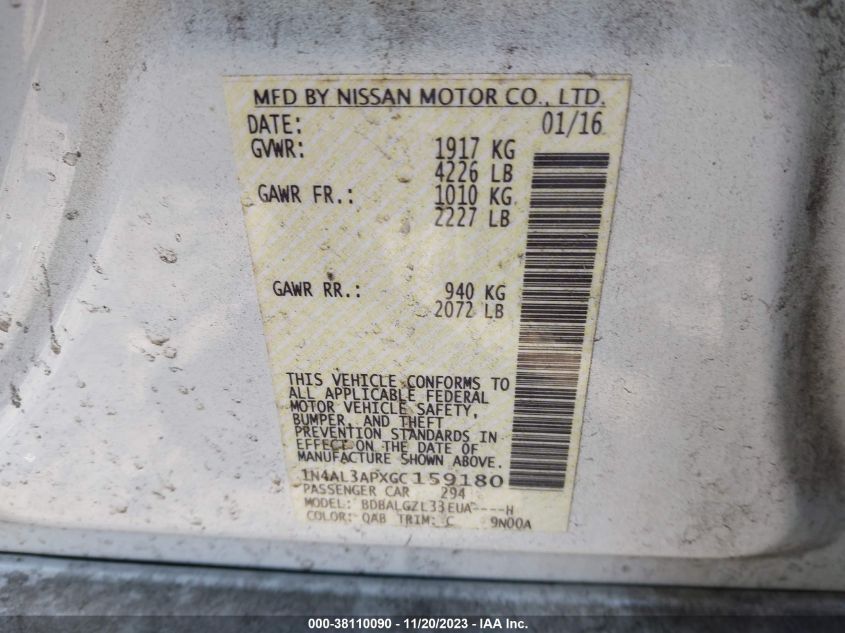 MFD BY NISSAN MOTOR CO., LTD.
DATE: 01/16
GVWR: 1917 KG
4226 LB
GAWR FR.: 1010 KG
2227 LB
GAWR RR.: 940 KG
2072 LB
THIS VEHICLE CONFORMS TO
ALL APPLICABLE FEDERAL
MOTOR VEHICLE SAFETY,
BUMPER, AND THEFT
PREVENTION STANDARDS IN
EFFECT ON THE DATE OF
MANUFACTURE SHOWN ABOVE.
1N4AL3APXGC159180
PASSENGER CAR 294
MODEL: BDBALGZL33EUA----H
COLOR: QAB TRIM: C 9N00A
000-38110090 - 11/20/2023 - IAA Inc.